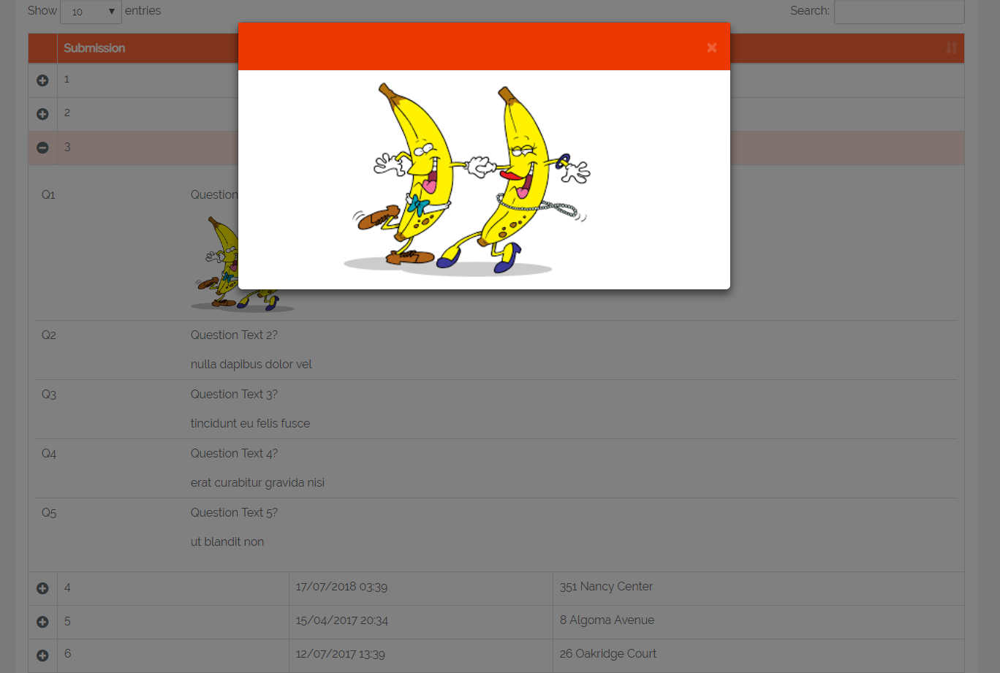 Show 10 entries Search:
Submission
1
2
3
Q1 Question
Q2 Question Text 2?
nulla dapibus dolor vel
Q3 Question Text 3?
tincidunt eu felis fusce
Q4 Question Text 4?
erat curabitur gravida nisi
Q5 Question Text 5?
ut blandit non
4 17/07/2018 03:39 351 Nancy Center
5 15/04/2017 20:34 8 Algoma Avenue
6 12/07/2017 13:39 26 Oakridge Court